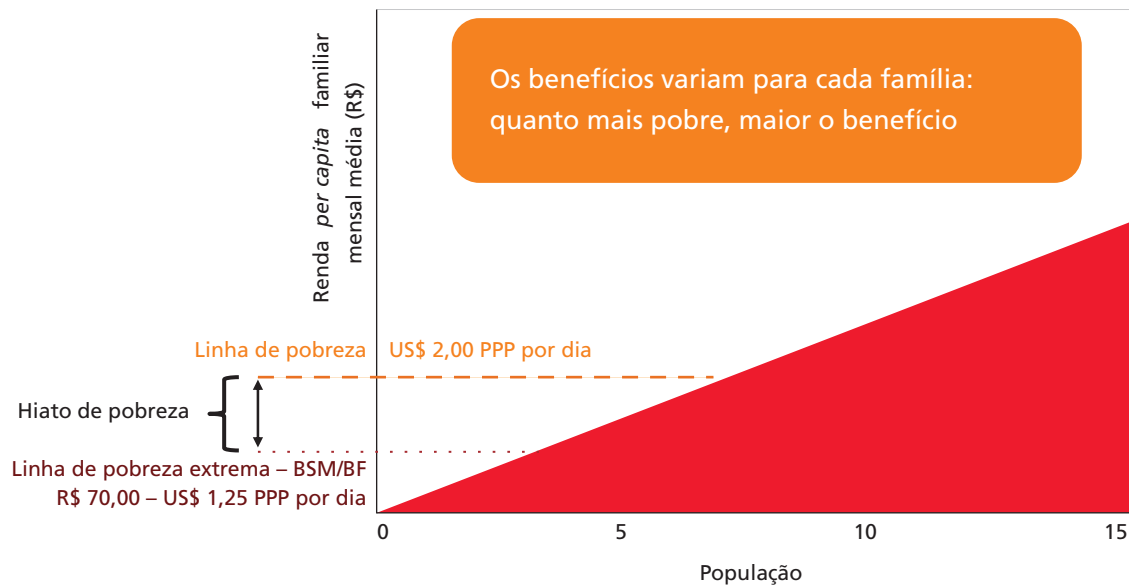 Os benefícios variam para cada família:
quanto mais pobre, maior o benefício
Renda per capita familiar
mensal média (R$)
Linha de pobreza
US$ 2,00 PPP por dia
Hiato de pobreza
Linha de pobreza extrema – BSM/BF
R$ 70,00 – US$ 1,25 PPP por dia
0 5 10 15
População